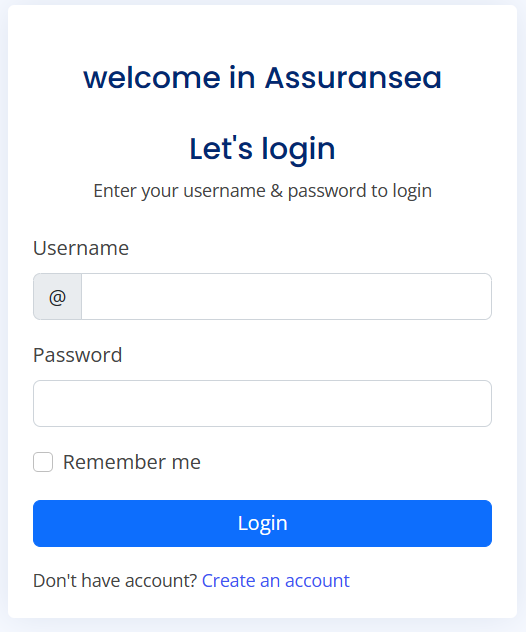 welcome in Assuransea
Let's login
Enter your username & password to login
Username
@
Password
Remember me
Login
Don't have account? Create an account